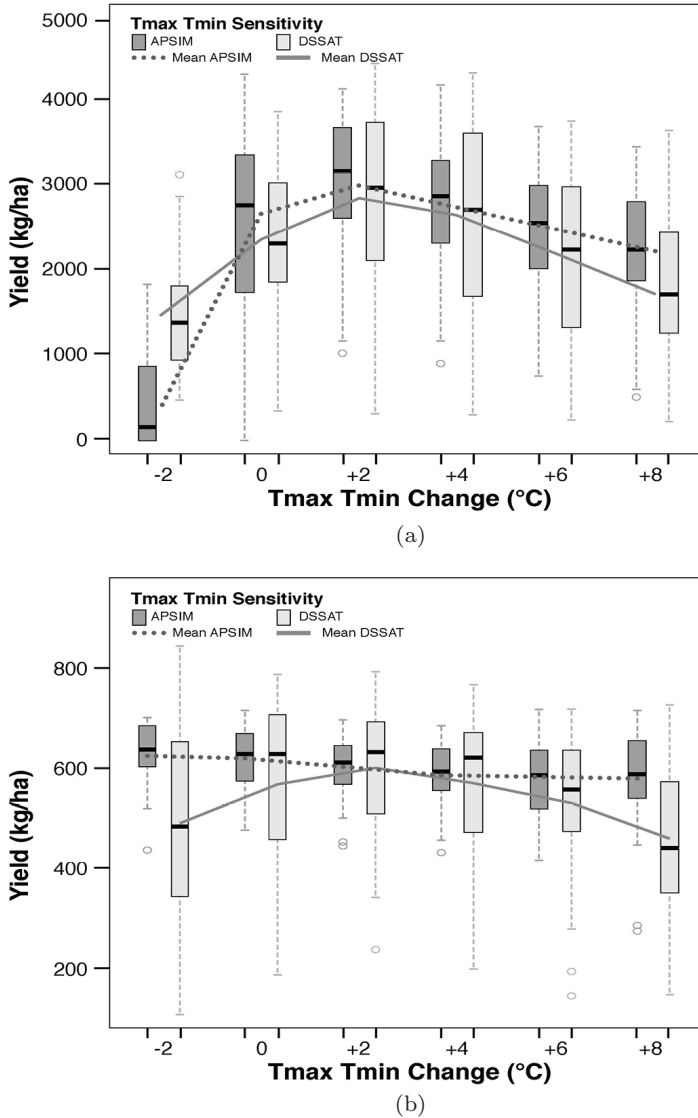 Tmax Tmin Sensitivity
APSIM DSSAT
Mean APSIM Mean DSSAT
5000
4000
3000
2000
1000
0
Yield (kg/ha)
-2 0 +2 +4 +6 +8
Tmax Tmin Change (°C)
(a)
Tmax Tmin Sensitivity
APSIM DSSAT
Mean APSIM Mean DSSAT
800
600
400
200
Yield (kg/ha)
-2 0 +2 +4 +6 +8
Tmax Tmin Change (°C)
(b)